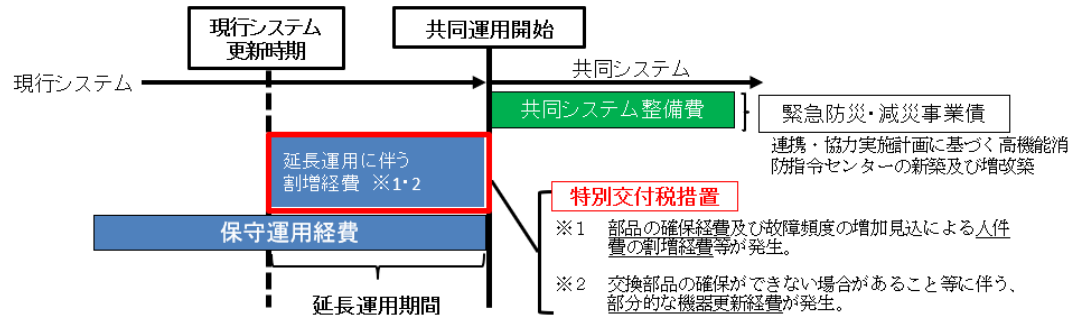 現行システム
更新時期
共同運用開始
現行システム
共同システム
共同システム整備費
緊急防災・減災事業債
連携・協力実施計画に基づく高機能消
防指令センターの新築及び増改築
延長運用に伴う
割増経費 ※1・2
特別交付税措置
※1 部品の確保経費及び故障頻度の増加見込による人件
費の割増経費等が発生。
保守運用経費
※2 交換部品の確保ができない場合があること等に伴う、
部分的な機器更新経費が発生。
延長運用期間